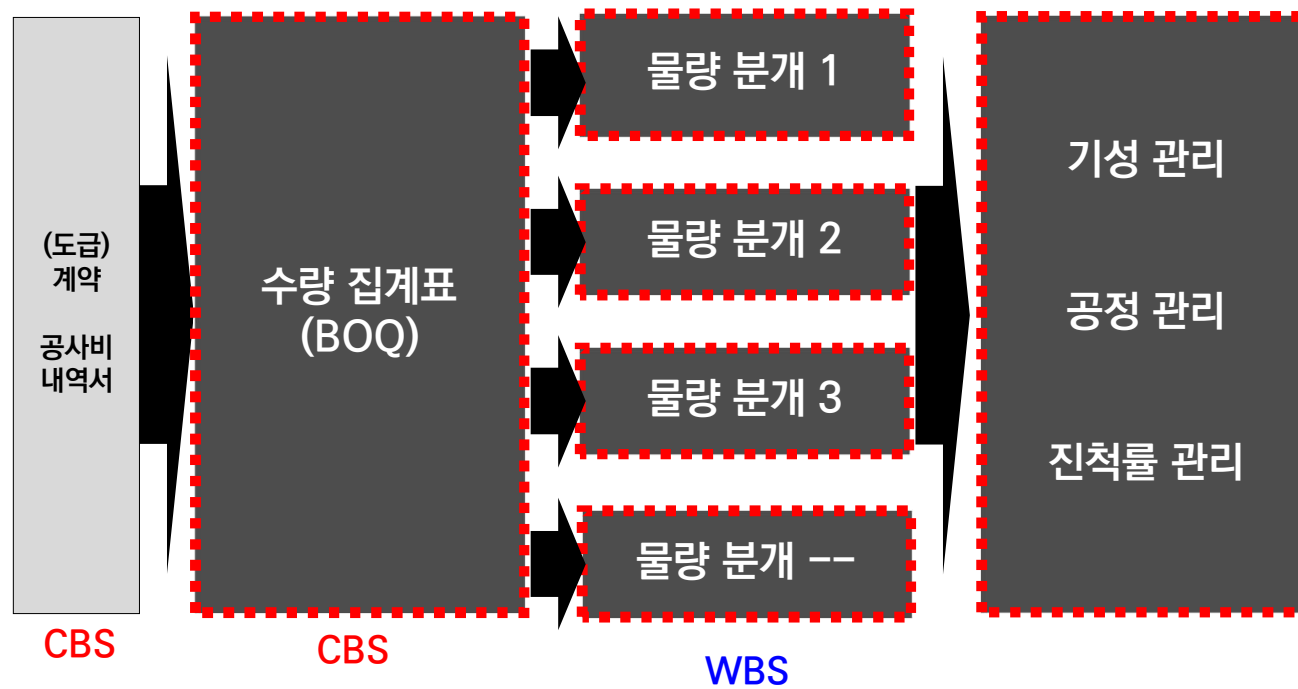 (도급)
계약
공사비
내역서
CBS
수량 집계표
(BOQ)
CBS
물량 분개 1
물량 분개 2
물량 분개 3
물량 분개 --
WBS
기성 관리
공정 관리
진척률 관리